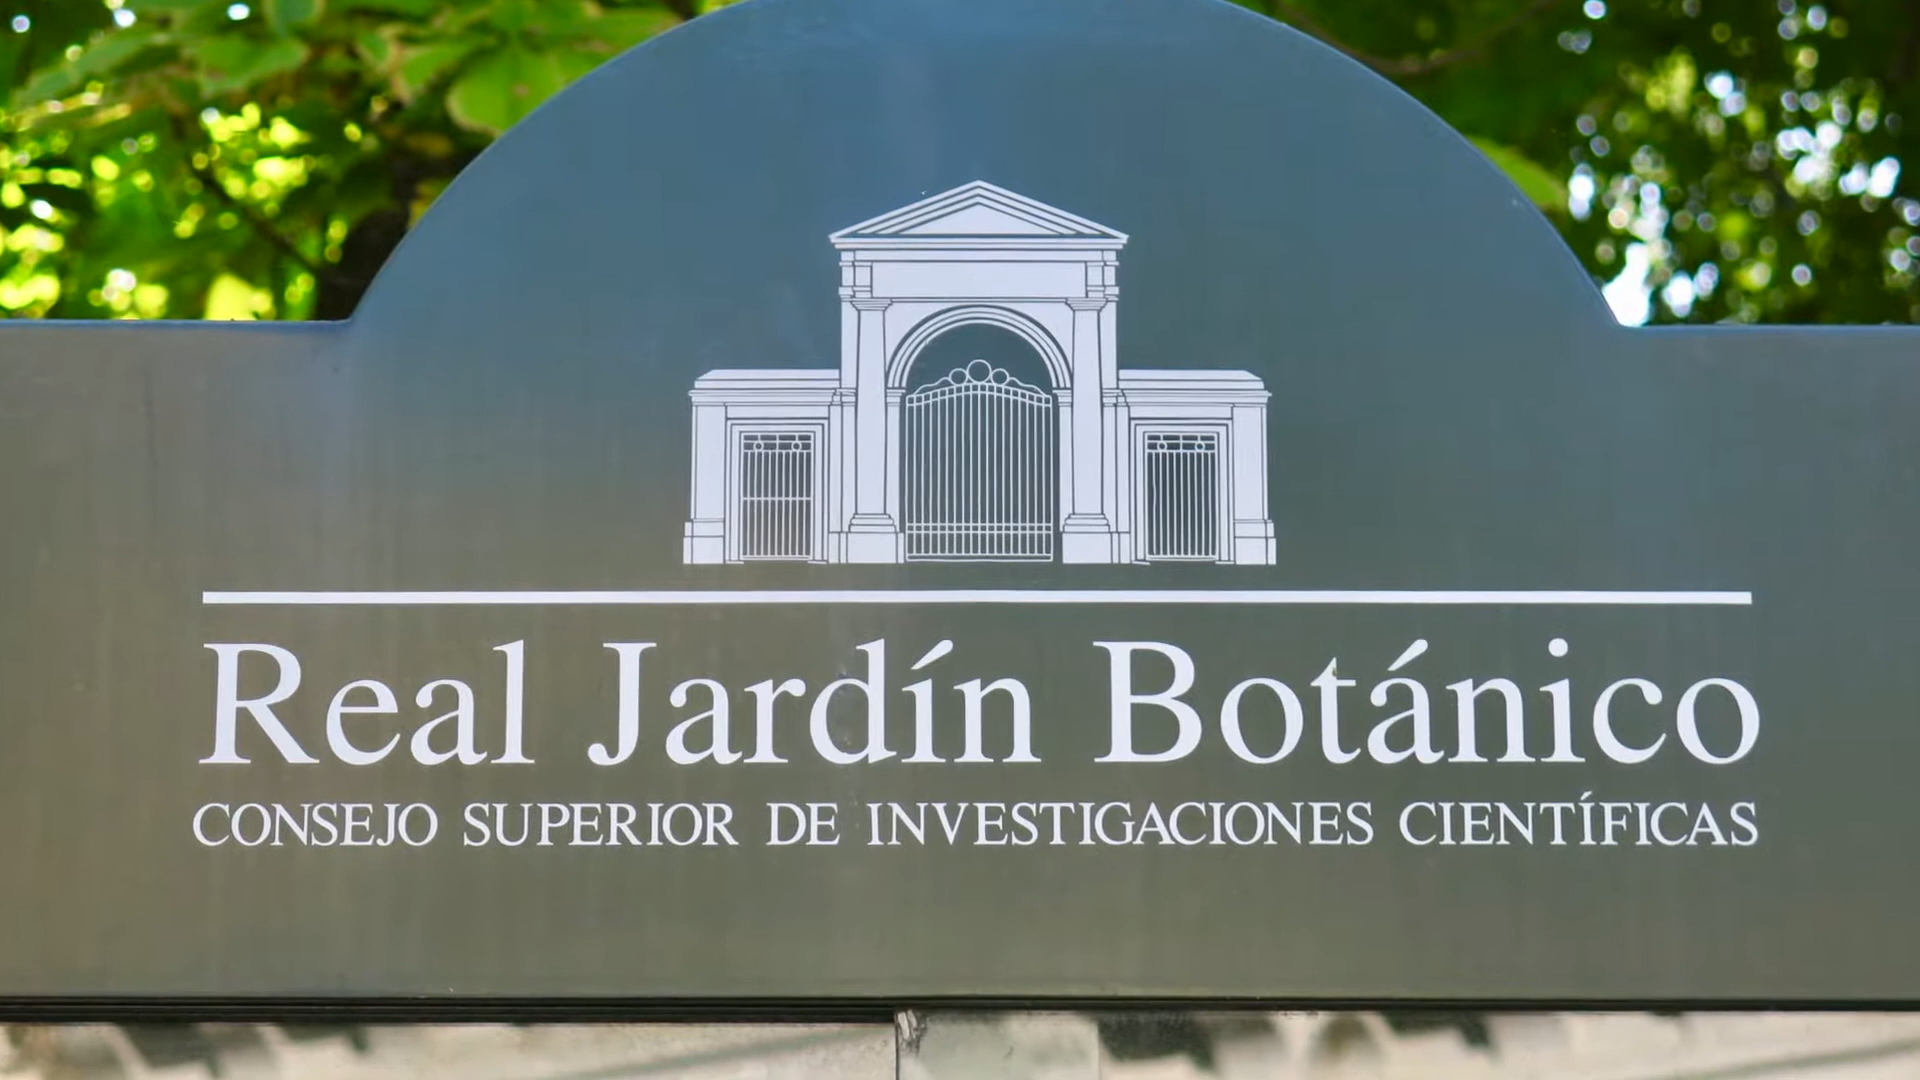 Real Jardín Botánico
CONSEJO SUPERIOR DE INVESTIGACIONES CIENTÍFICAS